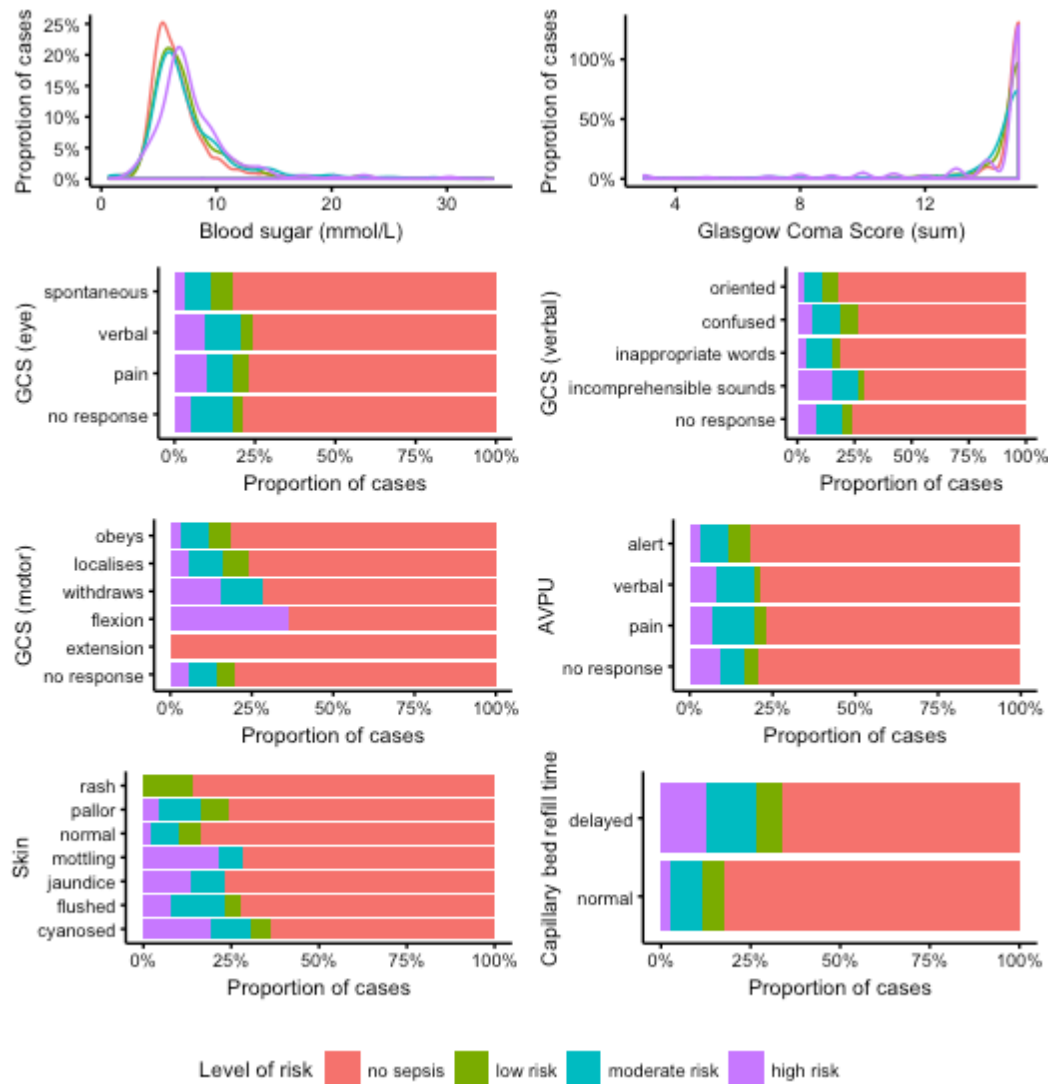 Proprotion of cases
25%
20%
15%
10%
5%
0%
0 10 20 30
Blood sugar (mmol/L)
Proprotion of cases
100%
50%
0%
4 8 12
Glasgow Coma Score (sum)
GCS (eye)
spontaneous
verbal
pain
no response
0% 25% 50% 75% 100%
Proportion of cases
GCS (verbal)
oriented
confused
inappropriate words
incomprehensible sounds
no response
0% 25% 50% 75% 100%
Proportion of cases
GCS (motor)
obeys
localises
withdraws
flexion
extension
no response
0% 25% 50% 75% 100%
Proportion of cases
AVPU
alert
verbal
pain
no response
0% 25% 50% 75% 100%
Proportion of cases
Skin
rash
pallor
normal
mottling
jaundice
flushed
cyanosed
0% 25% 50% 75% 100%
Proportion of cases
Capillary bed refill time
delayed
normal
0% 25% 50% 75% 100%
Proportion of cases
Level of risk no sepsis low risk moderate risk high risk